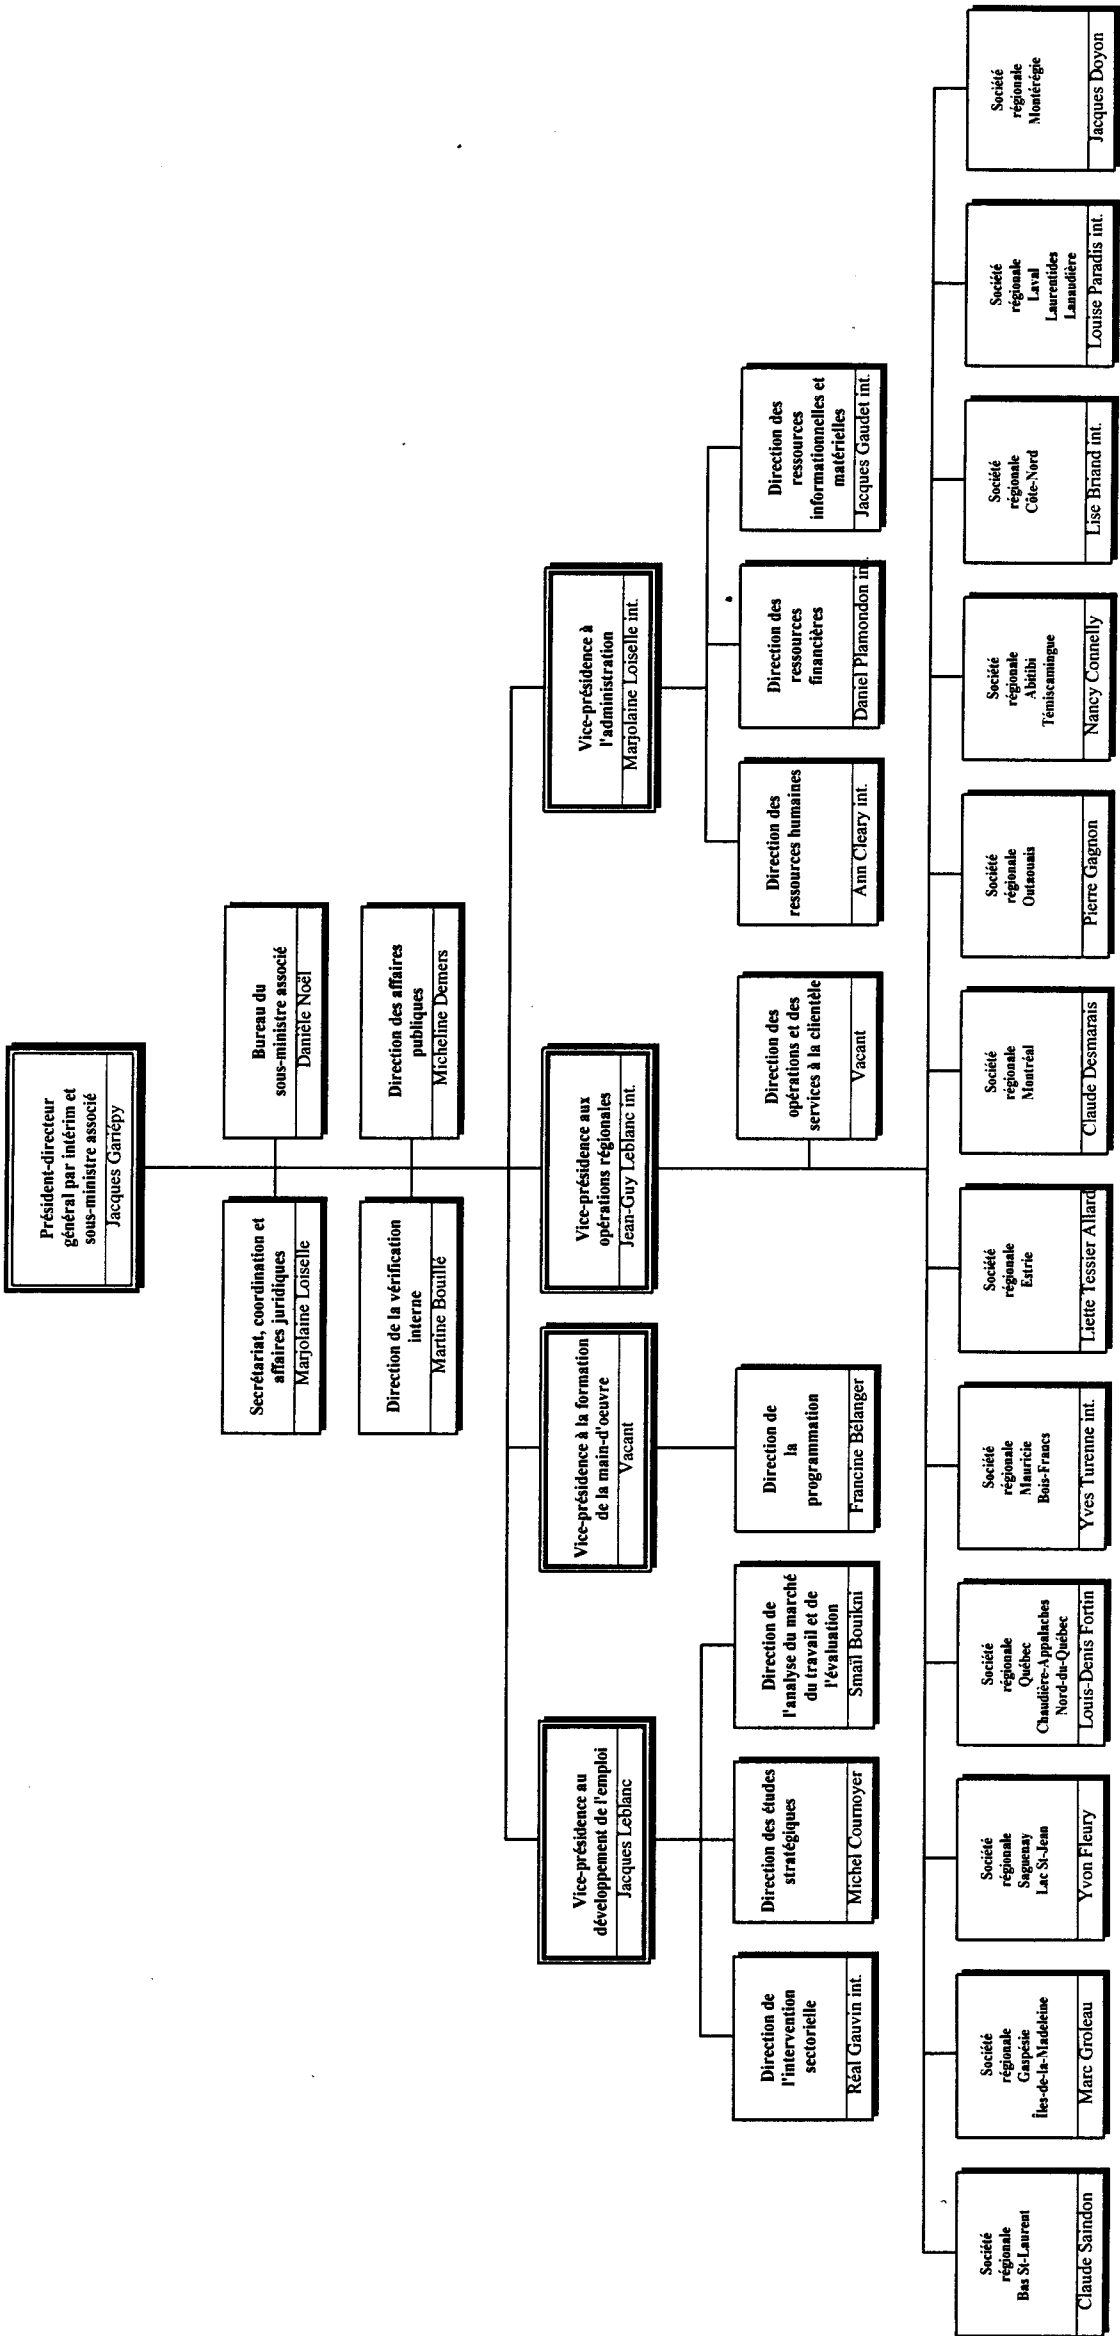 Président-directeur
général par intérim et
sous-ministre associé
Jacques Gariépy
Secrétariat, coordination et
affaires juridiques
Marjolaine Loiselle
Bureau du
sous-ministre associé
Danièle Noël
Direction de la vérification
interne
Martine Bouillé
Direction des affaires
publiques
Micheline Demers
Vice-présidence au
développement de l'emploi
Jacques Leblanc
Vice-présidence à la formation
de la main-d'oeuvre
Vacant
Vice-présidence aux
opérations régionales
Jean-Guy Leblanc int.
Vice-présidence à
l'administration
Marjolaine Loiselle int.
Direction de
l'intervention
sectorielle
Réal Gauvin int.
Direction des études
stratégiques
Michel Cournoyer
Direction de
l'analyse du marché
du travail et de
l'évaluation
Smaïl Bouikni
Direction de
la
programmation
Francine Bélanger
Direction des
opérations et des
services à la clientèle
Vacant
Direction des
ressources humaines
Ann Cleary int.
Direction des
ressources
financières
Daniel Plamondon int.
Direction des
ressources
informationnelles et
matérielles
Jacques Gaudet int.
Société
régionale
Bas St-Laurent
Claude Saindon
Société
régionale
Gaspésie
Îles-de-la-Madeleine
Marc Groleau
Société
régionale
Saguenay
Lac St-Jean
Yvon Fleury
Société
régionale
Québec
Chaudière-Appalaches
Nord-du-Québec
Louis-Denis Fortin
Société
régionale
Mauricie
Bois-Francs
Yves Turenne int.
Société
régionale
Estrie
Liette Tessier Allard
Société
régionale
Montréal
Claude Desmarais
Société
régionale
Outaouais
Pierre Gagnon
Société
régionale
Abitibi
Témiscamingue
Nancy Connelly
Société
régionale
Côte-Nord
Lise Briand int.
Société
régionale
Laval
Laurentides
Lanaudière
Louise Paradis int.
Société
régionale
Montérégie
Jacques Doyon